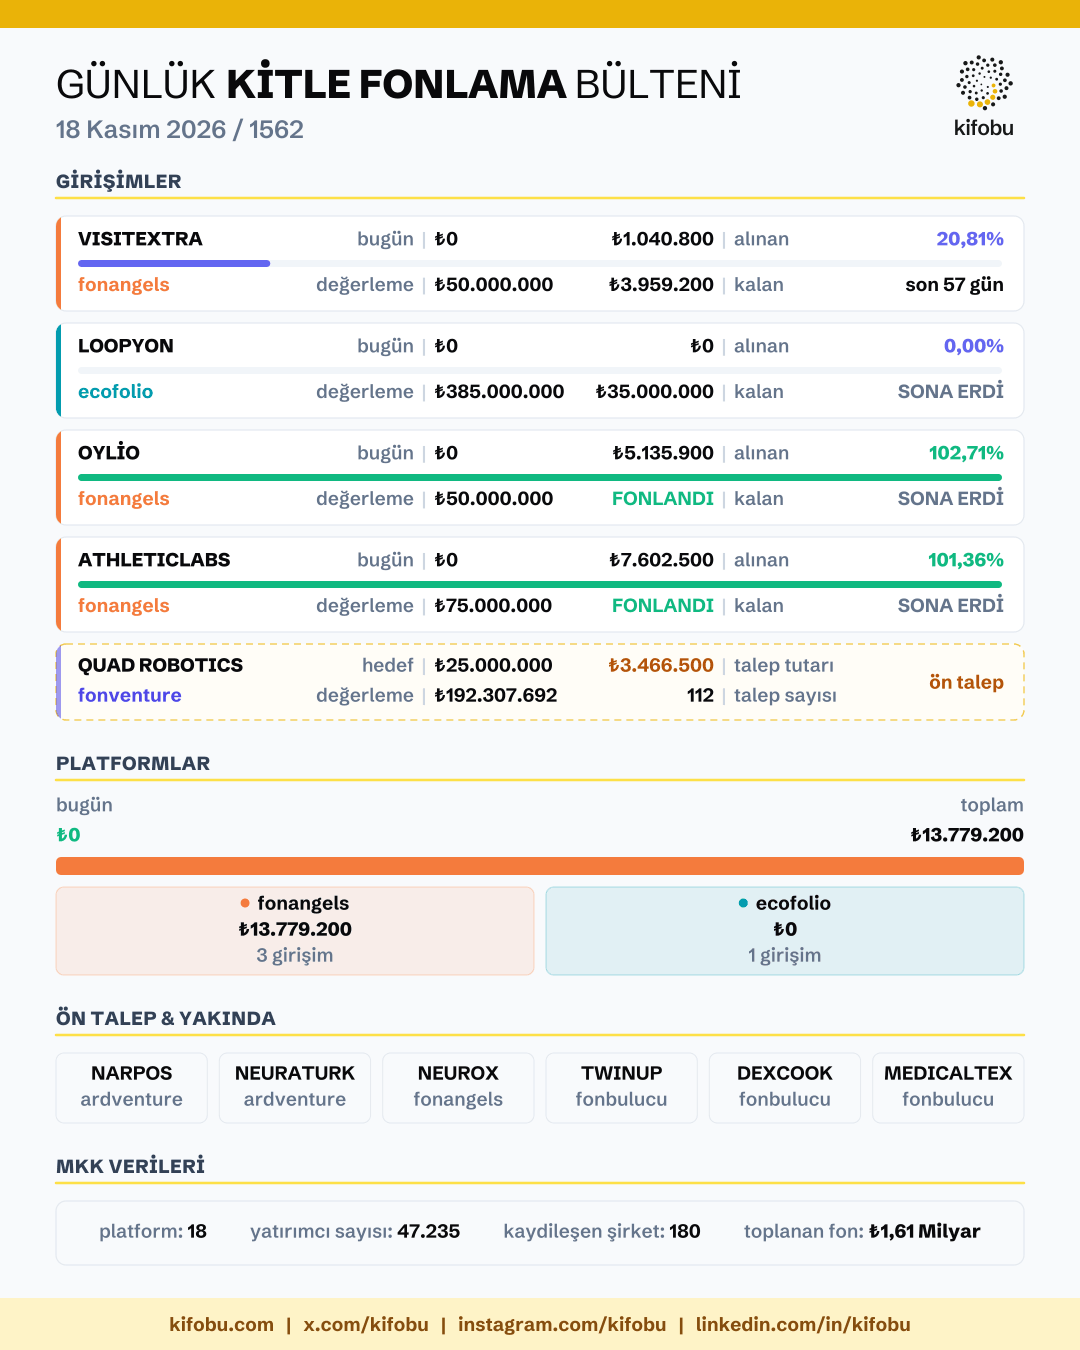 GÜNLÜK KİTLE FONLAMA BÜLTENİ
18 Kasım 2026 / 1562
kifobu
GİRİŞİMLER
VISITEXTRA bugün | ₺0 ₺1.040.800 | alınan 20,81%
fonangels değerleme | ₺50.000.000 ₺3.959.200 | kalan son 57 gün
LOOPYON bugün | ₺0 ₺0 | alınan 0,00%
ecofolio değerleme | ₺385.000.000 ₺35.000.000 | kalan SONA ERDİ
OYLİO bugün | ₺0 ₺5.135.900 | alınan 102,71%
fonangels değerleme | ₺50.000.000 FONLANDI | kalan SONA ERDİ
ATHLETICLABS bugün | ₺0 ₺7.602.500 | alınan 101,36%
fonangels değerleme | ₺75.000.000 FONLANDI | kalan SONA ERDİ
QUAD ROBOTICS hedef | ₺25.000.000 ₺3.466.500 | talep tutarı
ön talep
fonventure değerleme | ₺192.307.692 112 | talep sayısı
PLATFORMLAR
bugün toplam
₺0 ₺13.779.200
fonangels ecofolio
₺13.779.200 ₺0
3 girişim 1 girişim
ÖN TALEP & YAKINDA
NARPOS NEURATURK NEUROX TWINUP DEXCOOK MEDICALTEX
ardventure ardventure fonangels fonbulucu fonbulucu fonbulucu
MKK VERİLERİ
platform: 18 yatırımcı sayısı: 47.235 kaydileşen şirket: 180 toplanan fon: ₺1,61 Milyar
kifobu.com | x.com/kifobu | instagram.com/kifobu | linkedin.com/in/kifobu